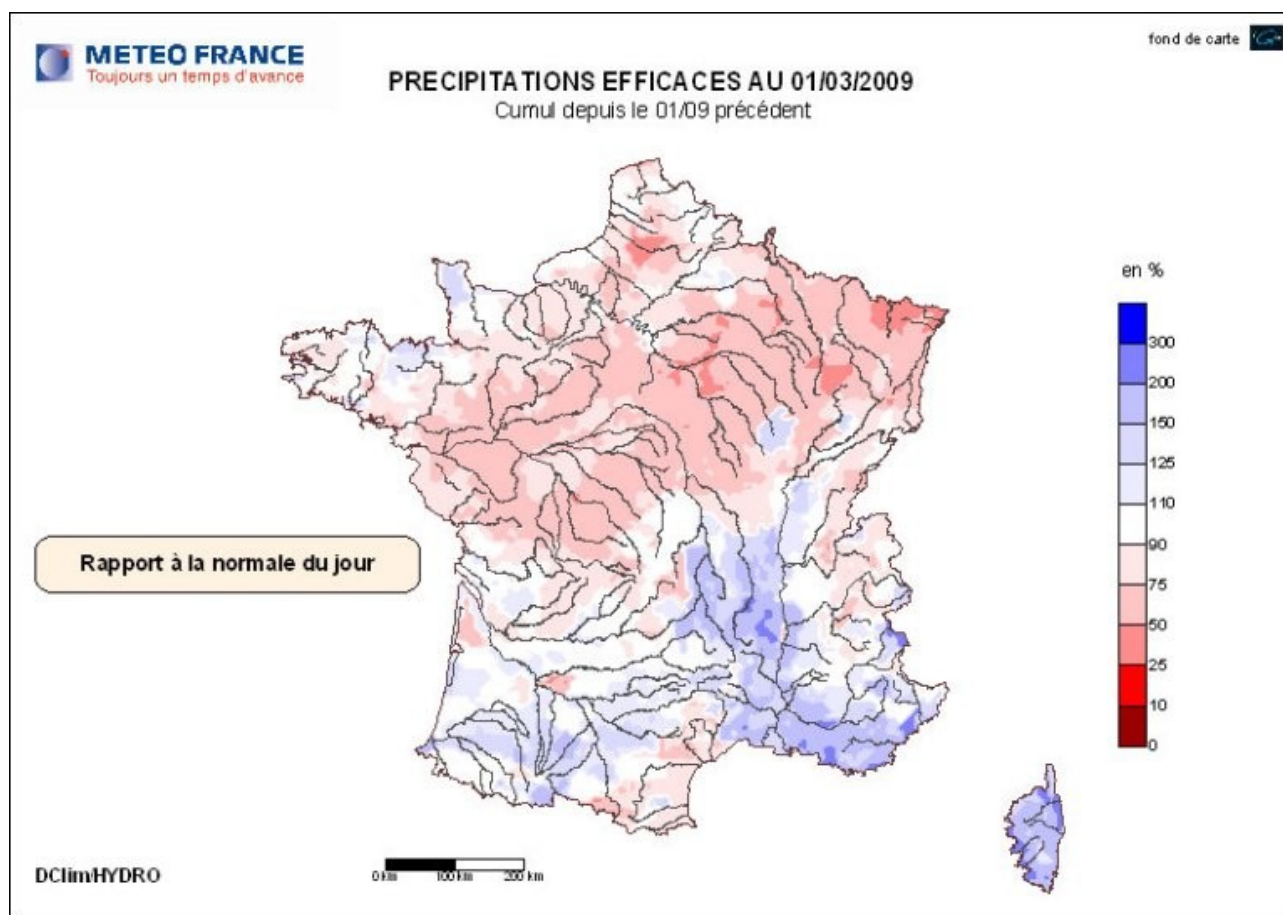 METEO FRANCE
Toujours un temps d'avance
fond de carte
PRECIPITATIONS EFFICACES AU 01/03/2009
Cumul depuis le 01/09 précédent
en %
300
200
150
125
110
90
75
50
25
10
0
Rapport à la normale du jour
DClim/HYDRO
0 km 100 km 200 km